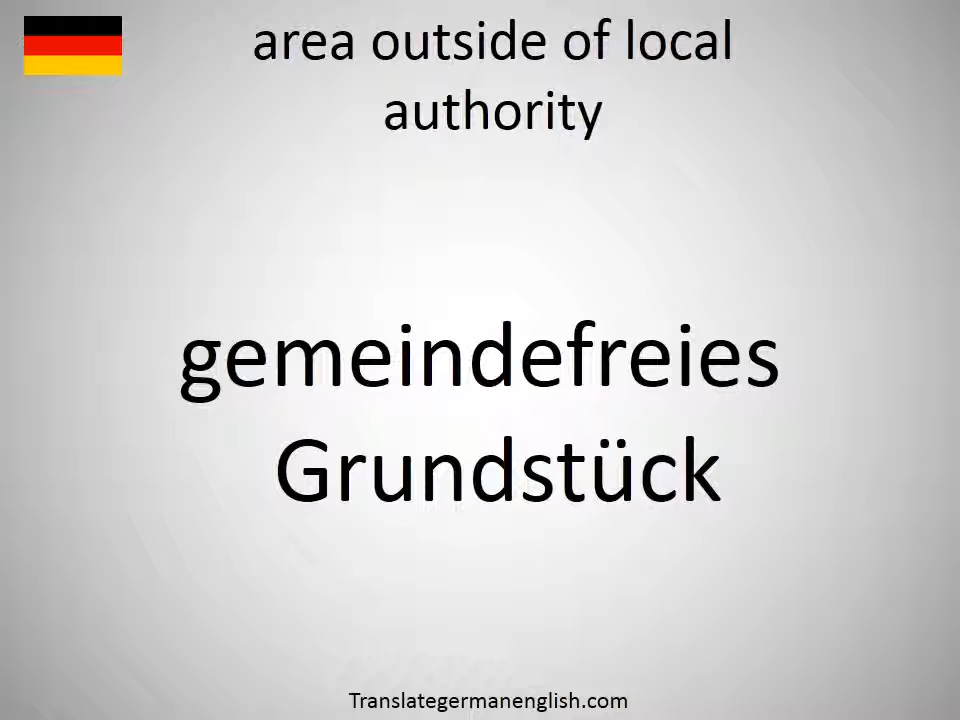 area outside of local
authority
gemeindefreies
Grundstück
Translategermanenglish.com